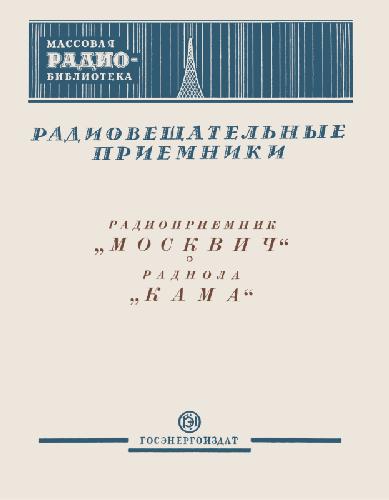 МАССОВАЯ
РАДИО-
БИБЛИОТЕКА
РАДИОВЕЩАТЕЛЬНЫЕ
ПРИЕМНИКИ
РАДИОПРИЕМНИК
„МОСКВИЧ“
РАДИОЛА
„КАМА“
ГОСЭНЕРГОИЗДАТ